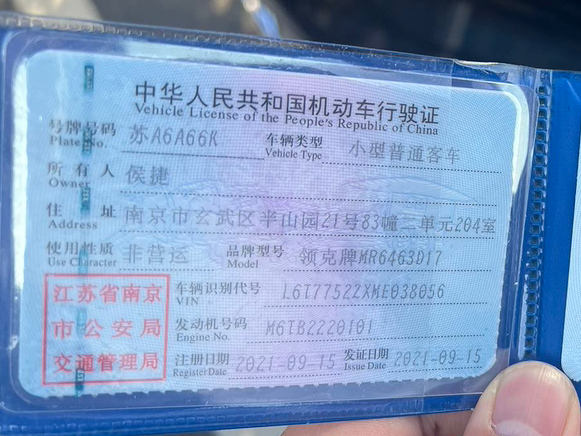 中华人民共和国机动车行驶证
Vehicle License of the People's Republic of China
号牌号码 苏A6A66K 车辆类型 小型普通客车
Plate No. Vehicle Type
所有人 侯捷
Owner
住址 南京市玄武区半山园21号83幢二单元204室
Address
使用性质 非营运 品牌型号 领克牌MR6463D17
Use Character Model
江苏省南京
市公安局
交通管理局
车辆识别代号 L6T77522XME038056
VIN
发动机号码 M6TB2220101
Engine No.
注册日期 2021-09-15 发证日期 2021-09-15
Register Date Issue Date